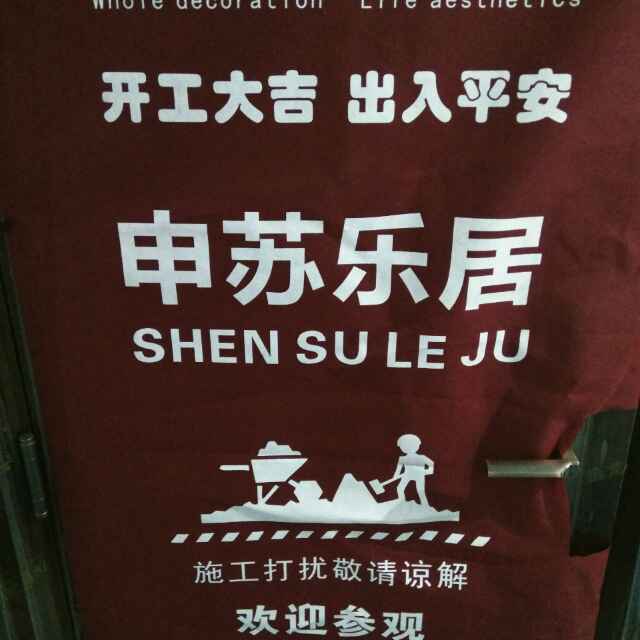 Whole decoration Life aesthetics
开工大吉 出入平安
申苏乐居
SHEN SU LE JU
施工打扰敬请谅解
欢迎参观